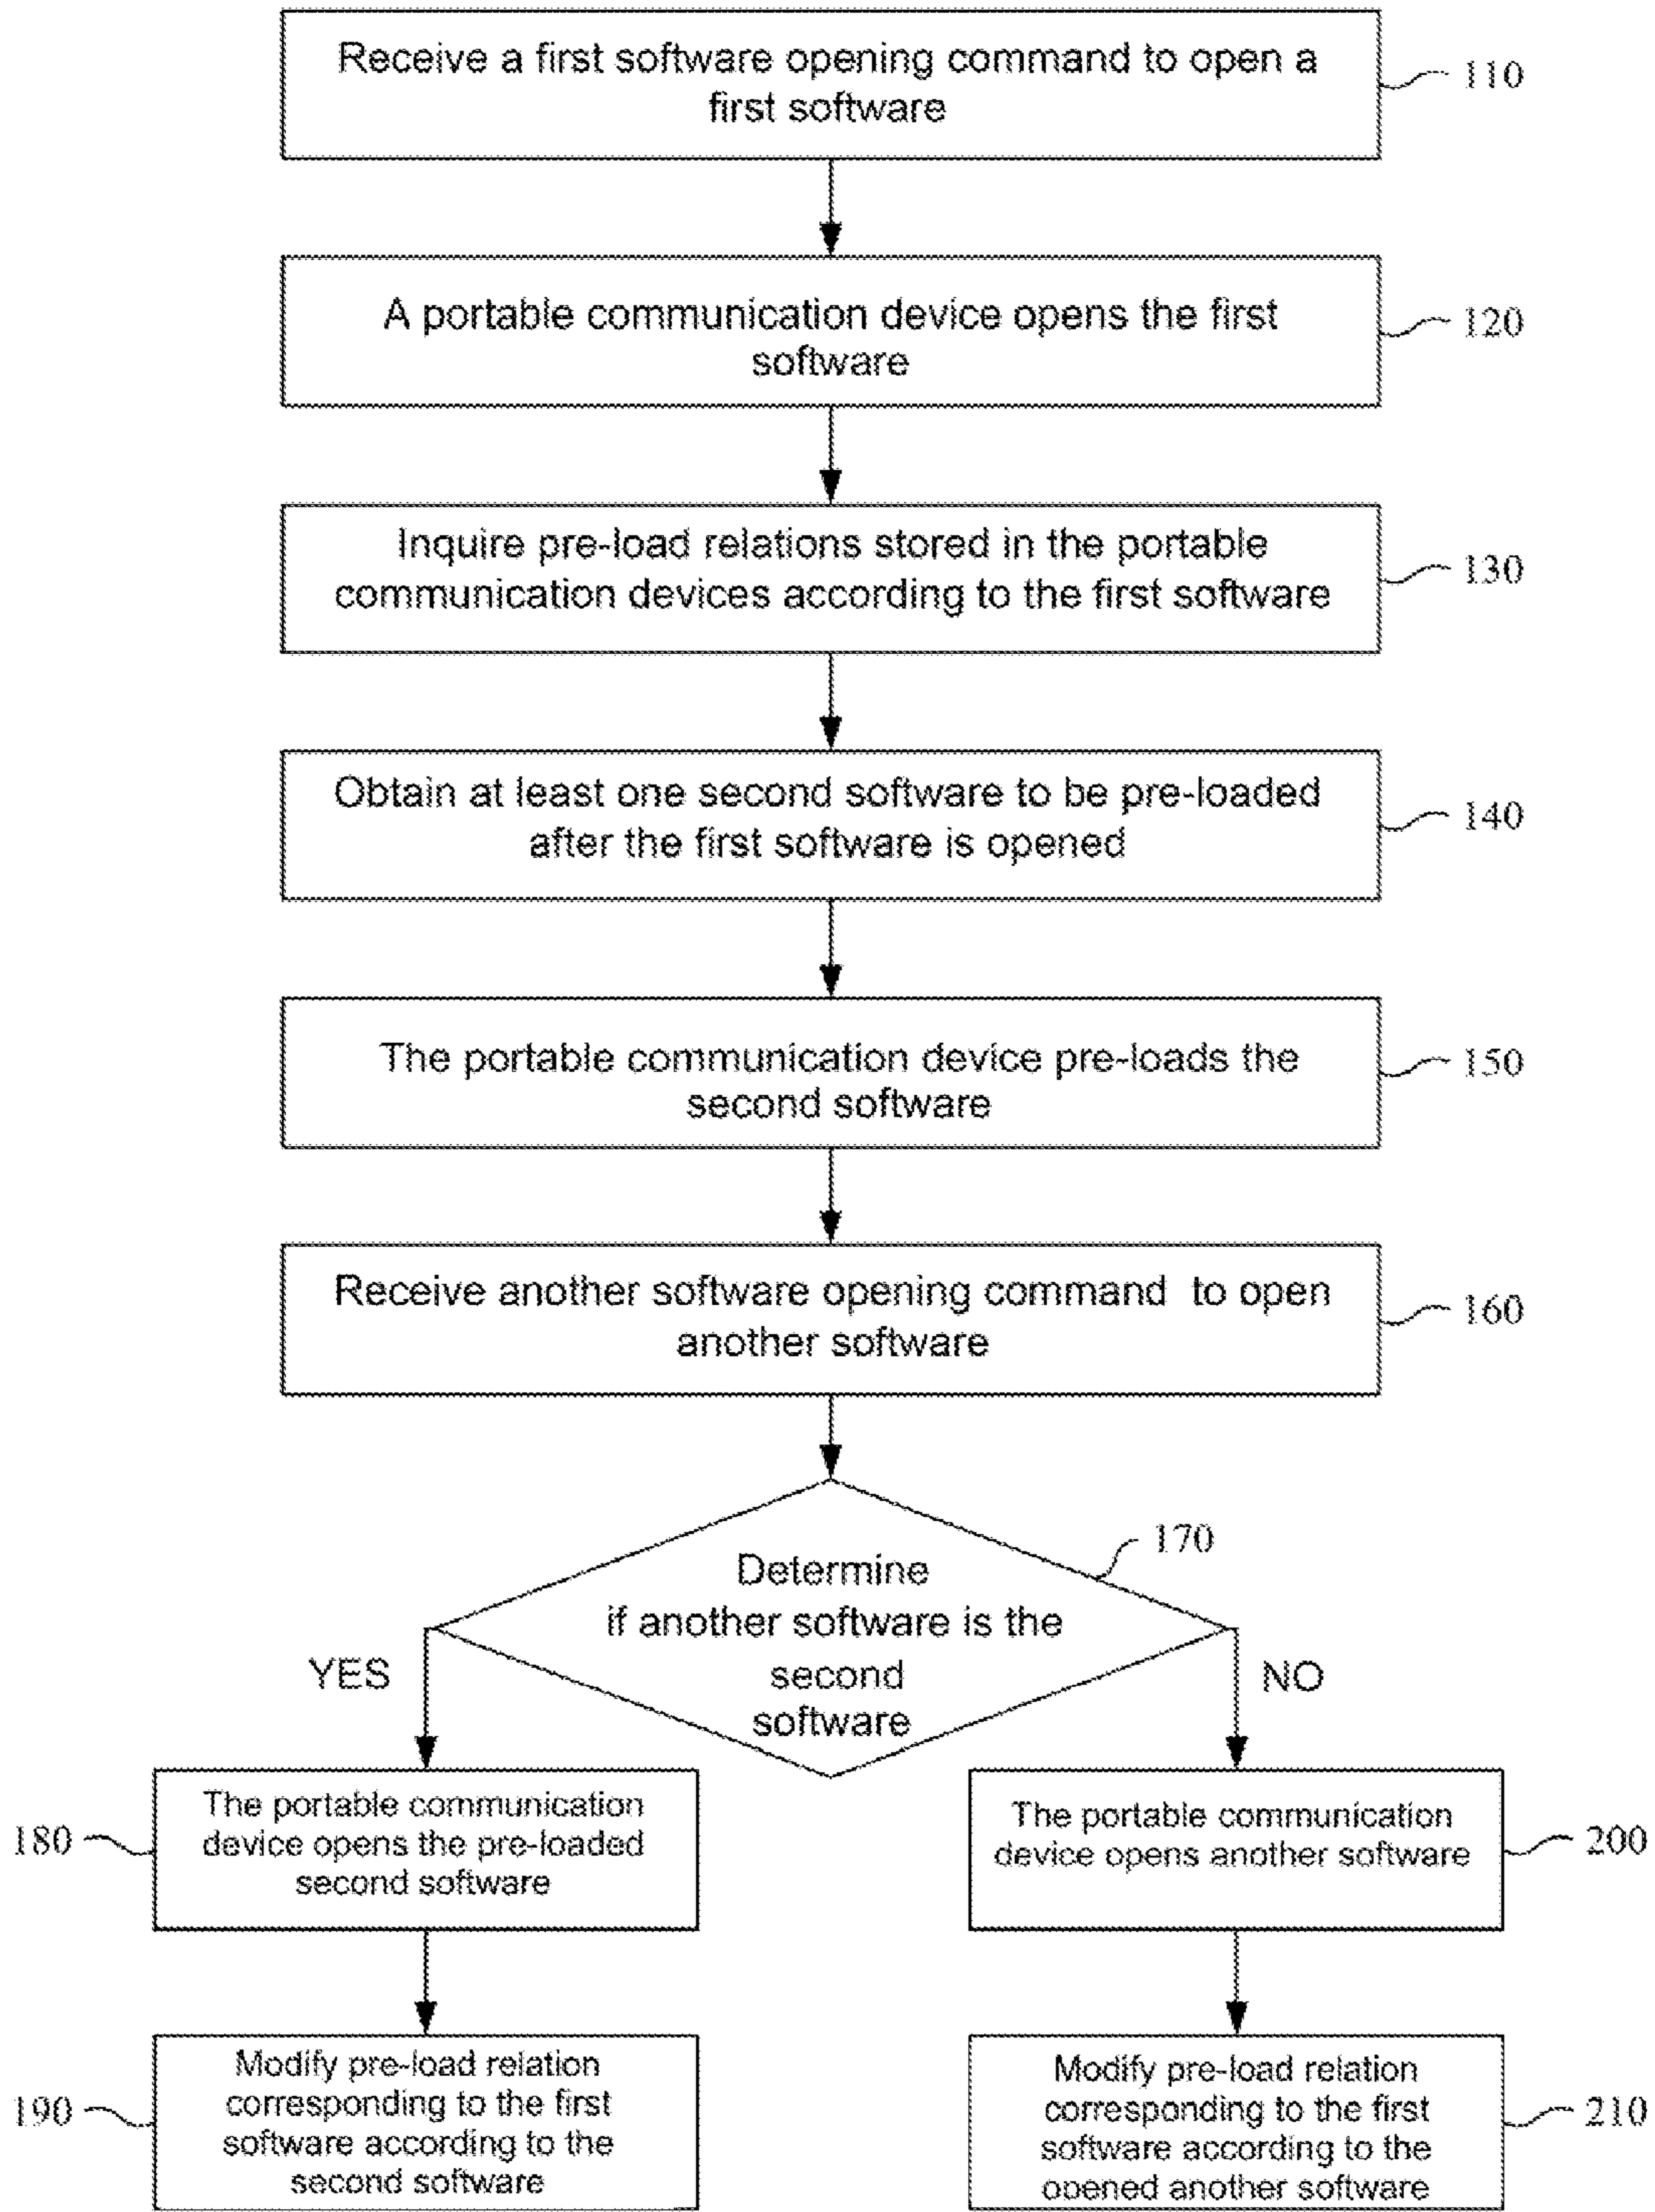 Receive a first software opening command to open a
first software
110
A portable communication device opens the first
software
120
Inquire pre-load relations stored in the portable
communication devices according to the first software
130
Obtain at least one second software to be pre-loaded
after the first software is opened
140
The portable communication device pre-loads the
second software
150
Receive another software opening command to open
another software
160
Determine
if another software is the
second
software
170
YES
NO
The portable communication
device opens the pre-loaded
second software
180
The portable communication
device opens another software
200
Modify pre-load relation
corresponding to the first
software according to the
second software
190
Modify pre-load relation
corresponding to the first
software according to the
opened another software
210